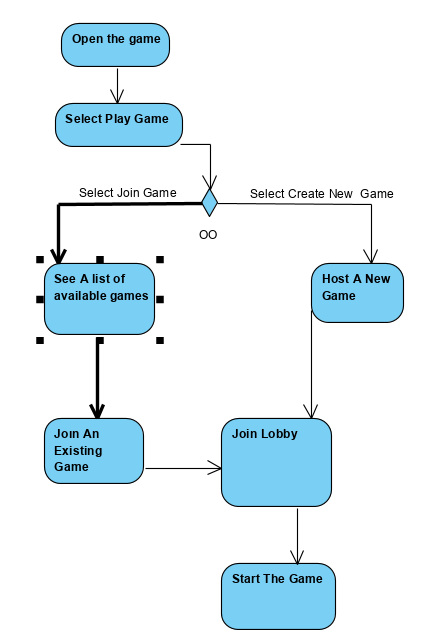 Open the game
Select Play Game
Select Join Game
Select Create New Game
OO
See A list of
available games
Host A New
Game
Join An
Existing
Game
Join Lobby
Start The Game